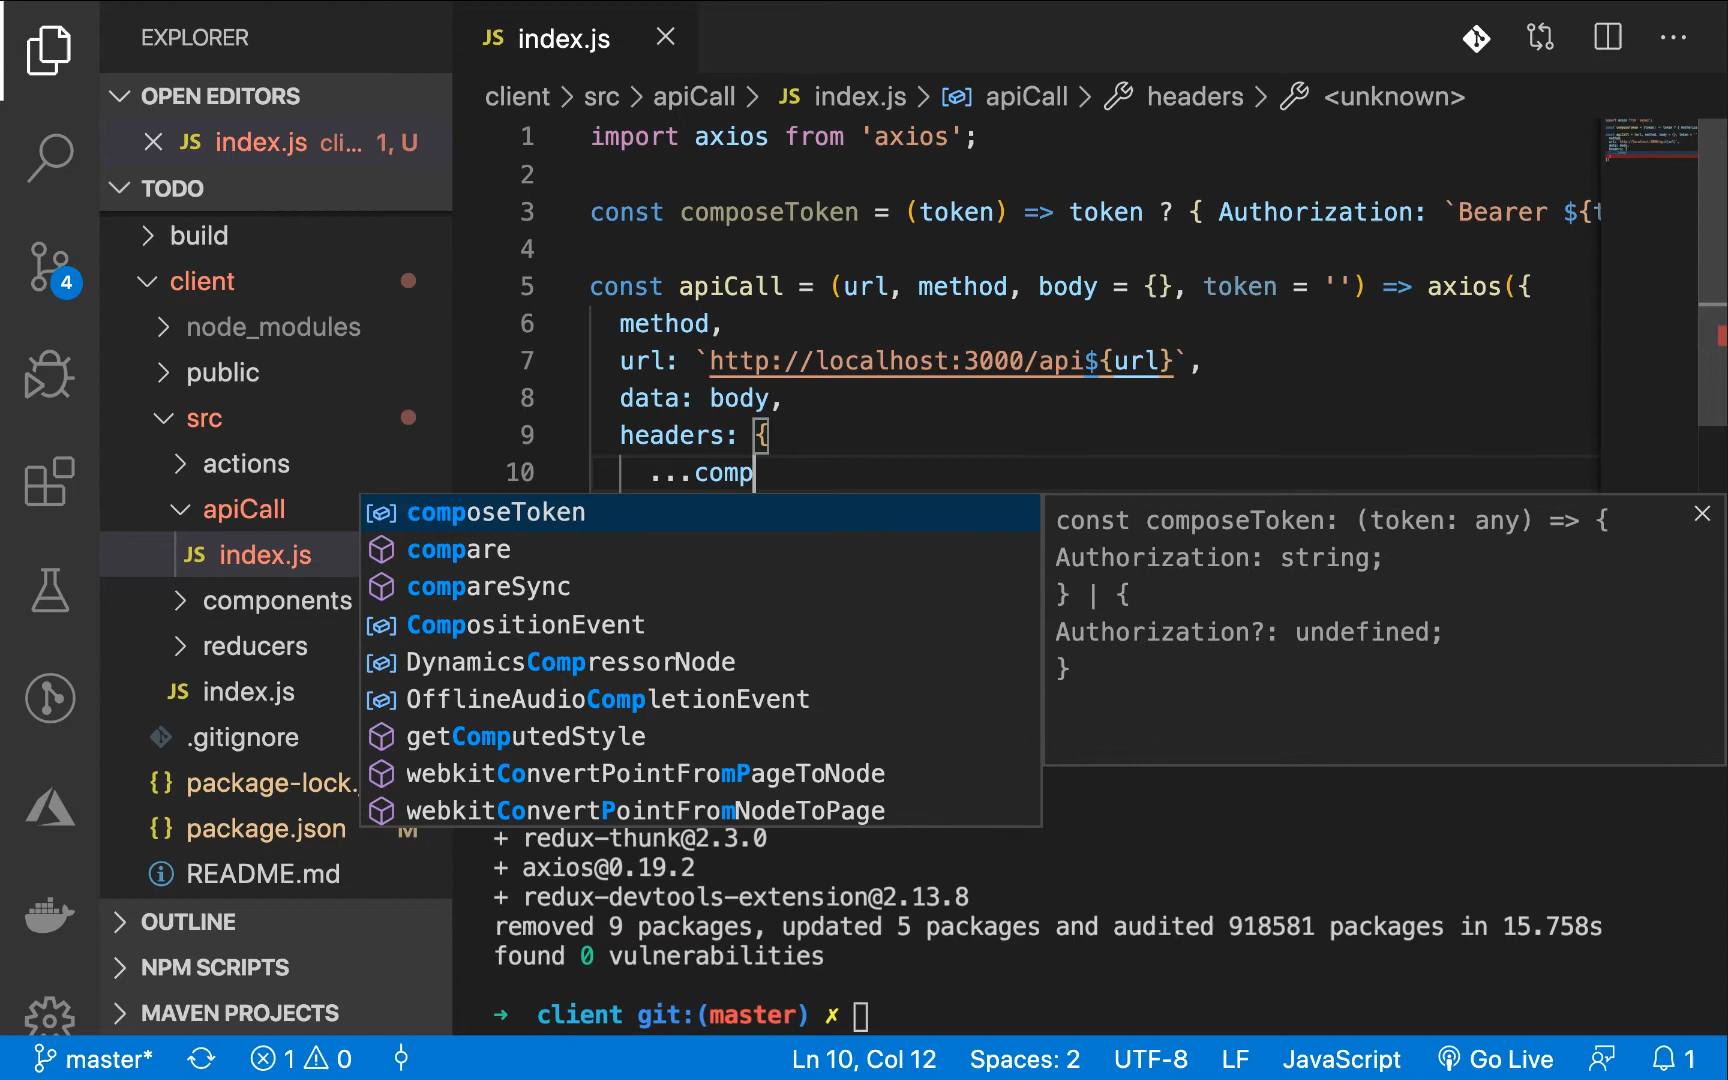 EXPLORER
OPEN EDITORS
JS index.js cli... 1, U
TODO
build
client
node_modules
public
src
actions
apiCall
JS index.js
components
reducers
JS index.js
.gitignore
{} package-lock.
{} package.json M
README.md
OUTLINE
NPM SCRIPTS
MAVEN PROJECTS
4
JS index.js
client > src > apiCall > JS index.js > apiCall > headers > <unknown>
1 import axios from 'axios';
2
3 const composeToken = (token) => token ? { Authorization: `Bearer ${t
4
5 const apiCall = (url, method, body = {}, token = '') => axios({
6 method,
7 url: `http://localhost:3000/api${url}`,
8 data: body,
9 headers: {
10 ...comp
composeToken
compare
compareSync
CompositionEvent
DynamicsCompressorNode
OfflineAudioCompletionEvent
getComputedStyle
webkitConvertPointFromPageToNode
webkitConvertPointFromNodeToPage
const composeToken: (token: any) => {
Authorization: string;
} | {
Authorization?: undefined;
}
+ redux-thunk@2.3.0
+ axios@0.19.2
+ redux-devtools-extension@2.13.8
removed 9 packages, updated 5 packages and audited 918581 packages in 15.758s
found 0 vulnerabilities
→ client git:(master) ✗
master* 1 0 Ln 10, Col 12 Spaces: 2 UTF-8 LF JavaScript Go Live 1